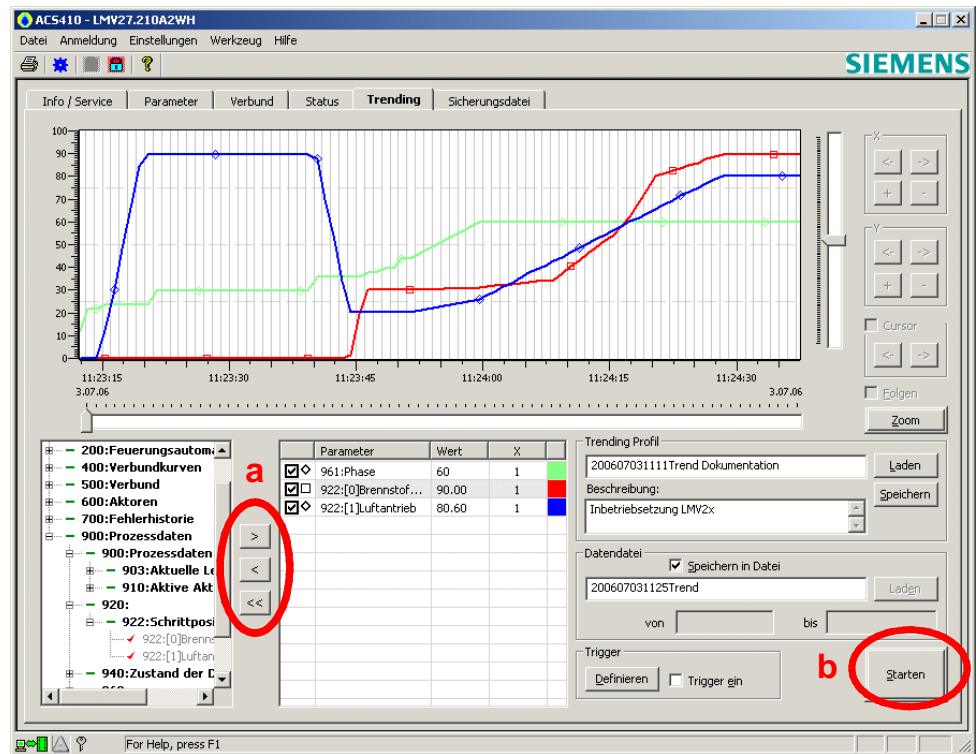 ACS410 - LMV27.210A2WH
Datei Anmeldung Einstellungen Werkzeug Hilfe
SIEMENS
Info / Service Parameter Verbund Status Trending Sicherungsdatei
100
90
80
70
60
50
40
30
20
10
0
11:23:15 11:23:30 11:23:45 11:24:00 11:24:15 11:24:30
3.07.06 3.07.06
X
<- ->
+ -
Y
<- ->
+ -
Cursor
<- ->
Folgen
Zoom
200:Feuerungsautoma
400:Verbundkurven
500:Verbund
600:Aktoren
700:Fehlerhistorie
900:Prozessdaten
900:Prozessdaten
903:Aktuelle Le
910:Aktive Akt
920:
922:Schrittposi
922:[0]Brenns
922:[1]Luftan
940:Zustand der D
a
>
<
<<
Parameter Wert X
961:Phase 60 1
922:[0]Brennstof... 90.00 1
922:[1]Luftantrieb 80.60 1
Trending Profil
200607031111Trend Dokumentation Laden
Beschreibung: Speichern
Inbetriebsetzung LMV2x
Datendatei
Speichern in Datei
200607031125Trend Laden
von bis
Trigger
Definieren Trigger ein
b
Starten
For Help, press F1